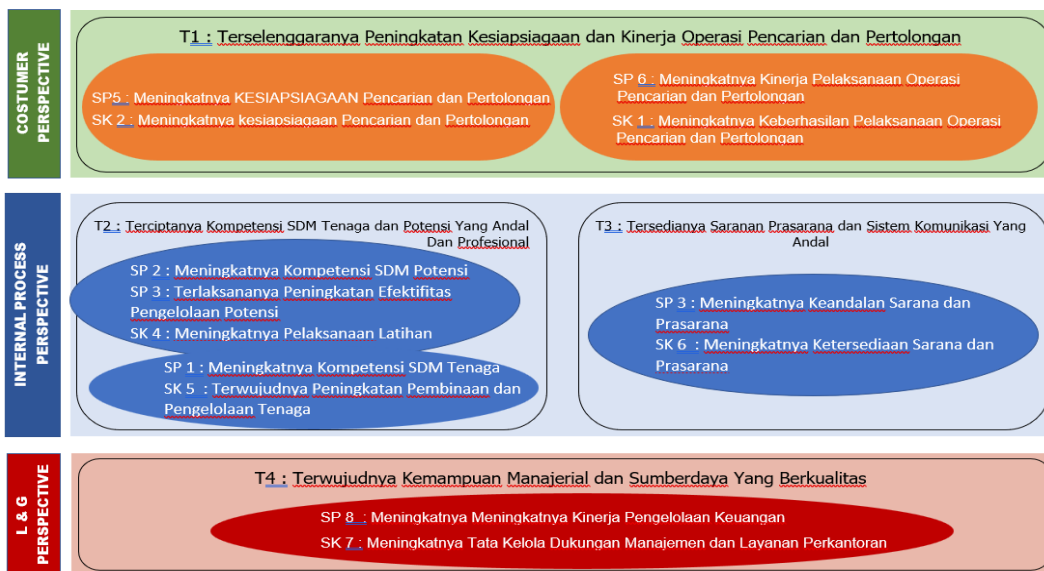 COSTUMER
PERSPECTIVE
T1 : Terselenggaranya Peningkatan Kesiapsiagaan dan Kinerja Operasi Pencarian dan Pertolongan
SP5 : Meningkatnya KESIAPSIAGAAN Pencarian dan Pertolongan
SK 2 : Meningkatnya kesiapsiagaan Pencarian dan Pertolongan
SP 6 : Meningkatnya Kinerja Pelaksanaan Operasi
Pencarian dan Pertolongan
SK 1 : Meningkatnya Keberhasilan Pelaksanaan Operasi
Pencarian dan Pertolongan
INTERNAL PROCESS
PERSPECTIVE
T2 : Terciptanya Kompetensi SDM Tenaga dan Potensi Yang Andal
Dan Profesional
SP 2 : Meningkatnya Kompetensi SDM Potensi
SP 3 : Terlaksananya Peningkatan Efektifitas
Pengelolaan Potensi
SK 4 : Meningkatnya Pelaksanaan Latihan
SP 1 : Meningkatnya Kompetensi SDM Tenaga
SK 5 : Terwujudnya Peningkatan Pembinaan dan
Pengelolaan Tenaga
T3 : Tersedianya Saranan Prasarana dan Sistem Komunikasi Yang
Andal
SP 3 : Meningkatnya Keandalan Sarana dan
Prasarana
SK 6 : Meningkatnya Ketersediaan Sarana dan
Prasarana
L & G
PERSPECTIVE
T4 : Terwujudnya Kemampuan Manajerial dan Sumberdaya Yang Berkualitas
SP 8 : Meningkatnya Meningkatnya Kinerja Pengelolaan Keuangan
SK 7 : Meningkatnya Tata Kelola Dukungan Manajemen dan Layanan Perkantoran